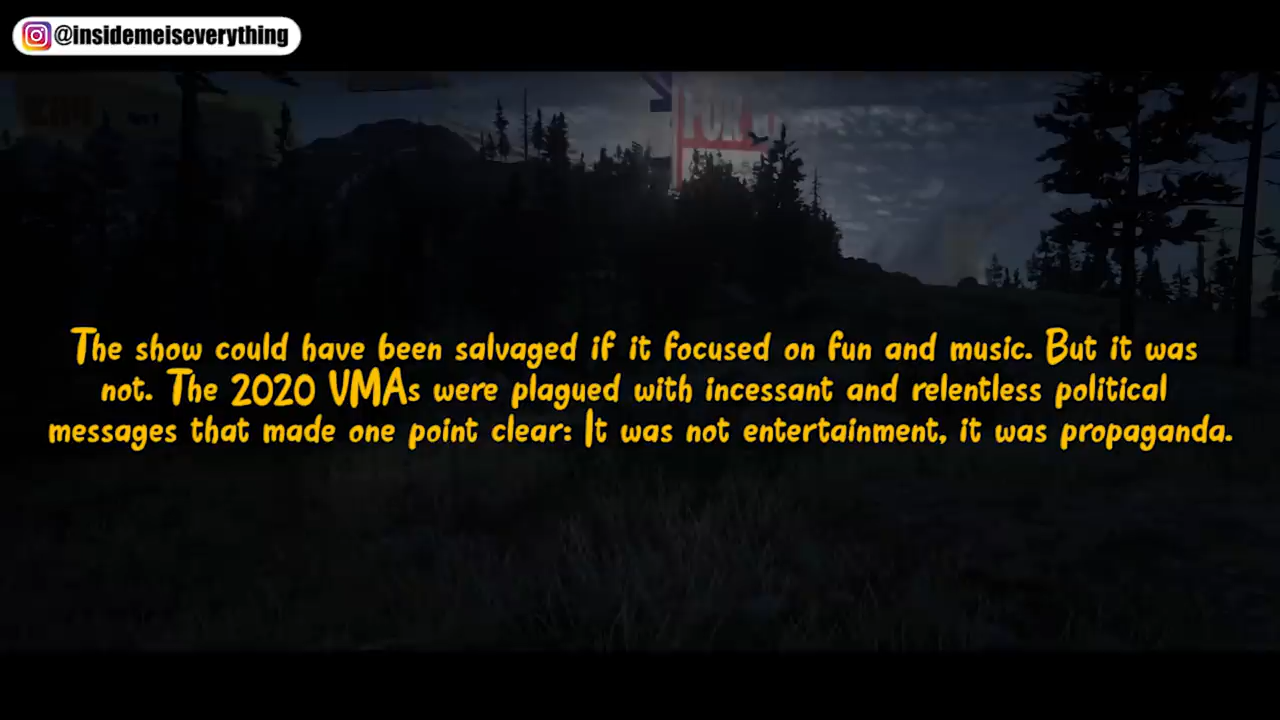 @insidemeiseverything
FOR
The show could have been salvaged if it focused on fun and music. But it was
not. The 2020 VMAs were plagued with incessant and relentless political
messages that made one point clear: It was not entertainment, it was propaganda.